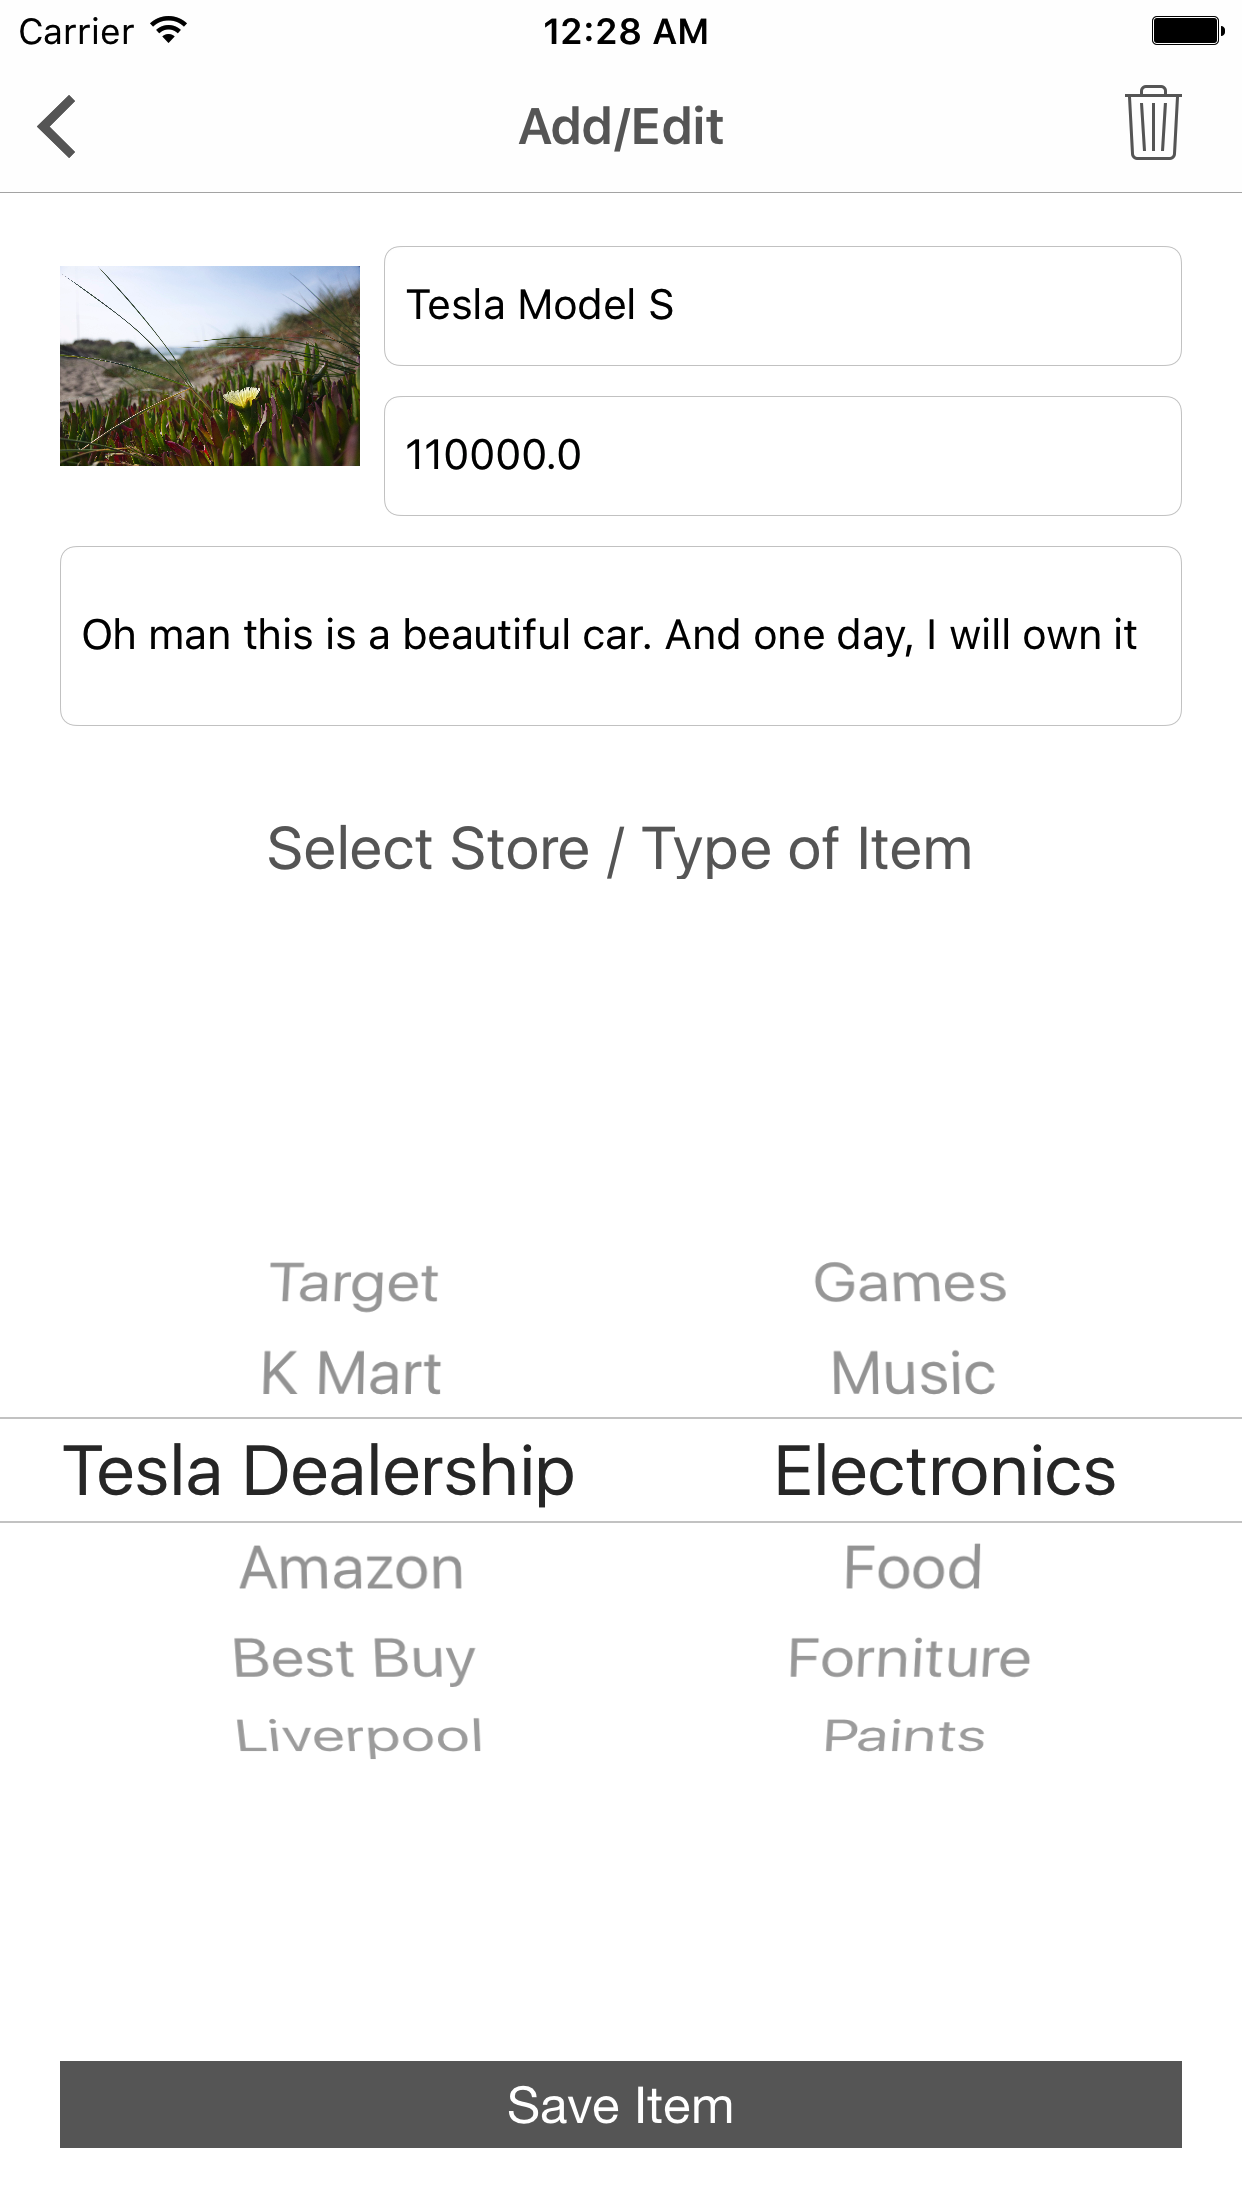 Carrier 12:28 AM
Add/Edit
Tesla Model S
110000.0
Oh man this is a beautiful car. And one day, I will own it
Select Store / Type of Item
Target Games
K Mart Music
Tesla Dealership Electronics
Amazon Food
Best Buy Forniture
Liverpool Paints
Save Item